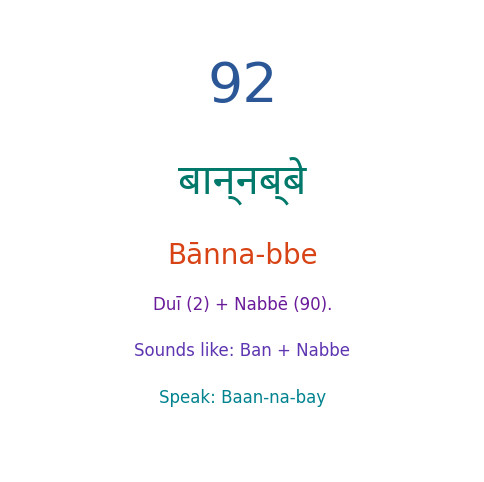 92
बान्नब्बे
Bānna-bbe
Duī (2) + Nabbē (90).
Sounds like: Ban + Nabbe
Speak: Baan-na-bay